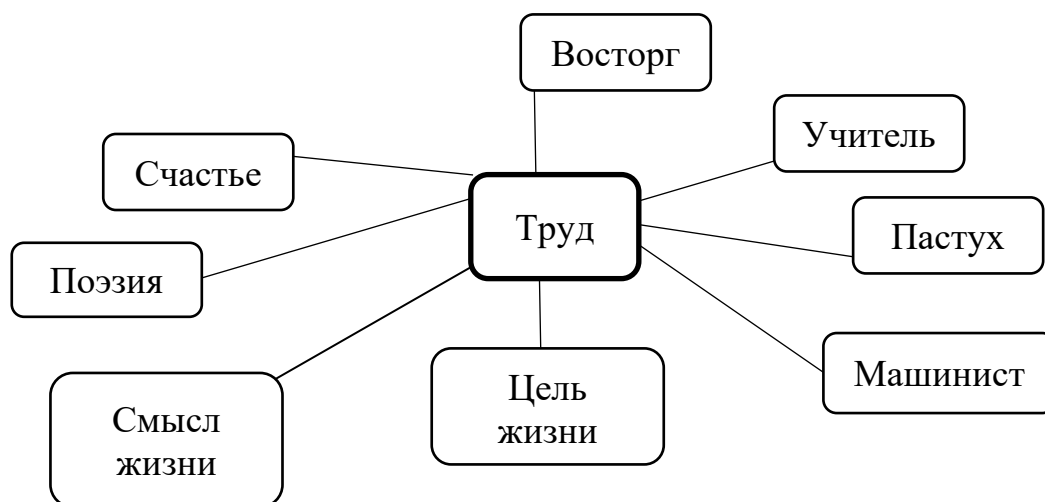 Восторг
Учитель
Счастье
Труд
Пастух
Поэзия
Машинист
Цель
жизни
Смысл
жизни